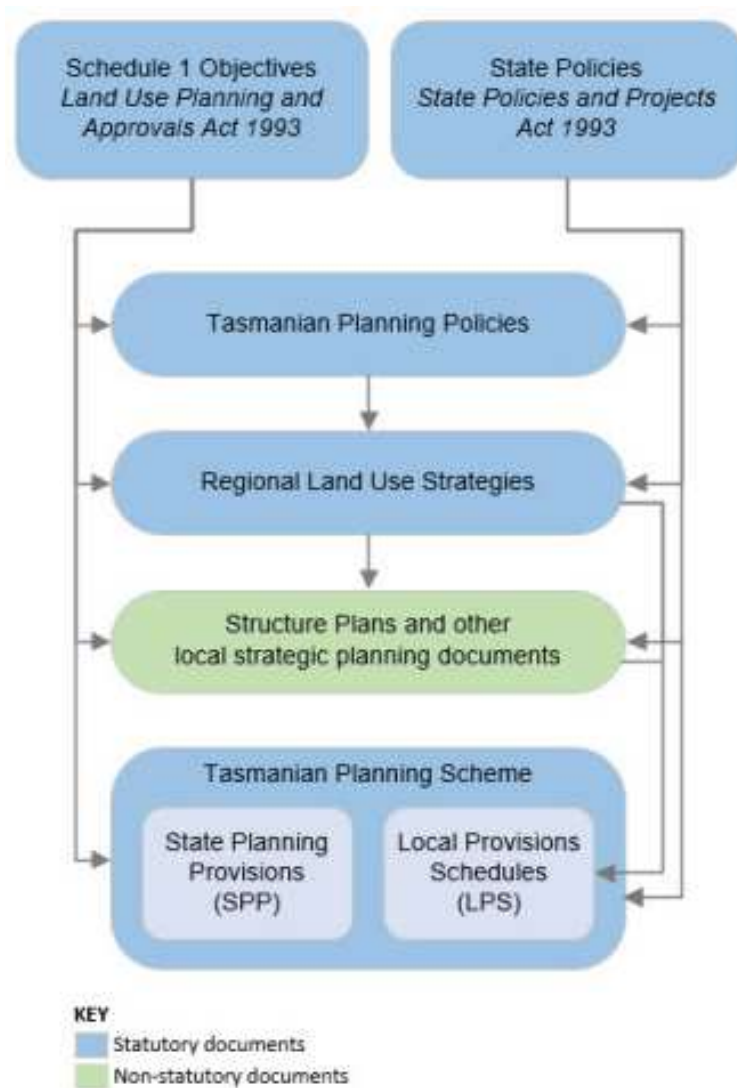 Schedule 1 Objectives
Land Use Planning and
Approvals Act 1993
State Policies
State Policies and Projects
Act 1993
Tasmanian Planning Policies
Regional Land Use Strategies
Structure Plans and other
local strategic planning documents
Tasmanian Planning Scheme
State Planning
Provisions
(SPP)
Local Provisions
Schedules
(LPS)
KEY
Statutory documents
Non-statutory documents